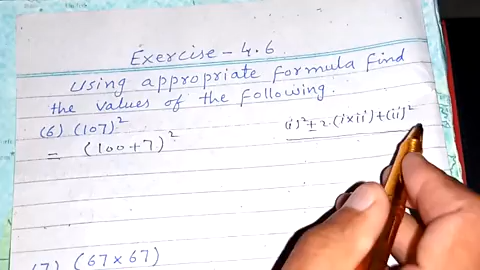 Exercise - 4.6
Using appropriate formula find
the values of the following.
(6) (107)²
= (100+7)²
(i)² ± 2.(i×ii)+(ii)²
(7) (67×67)